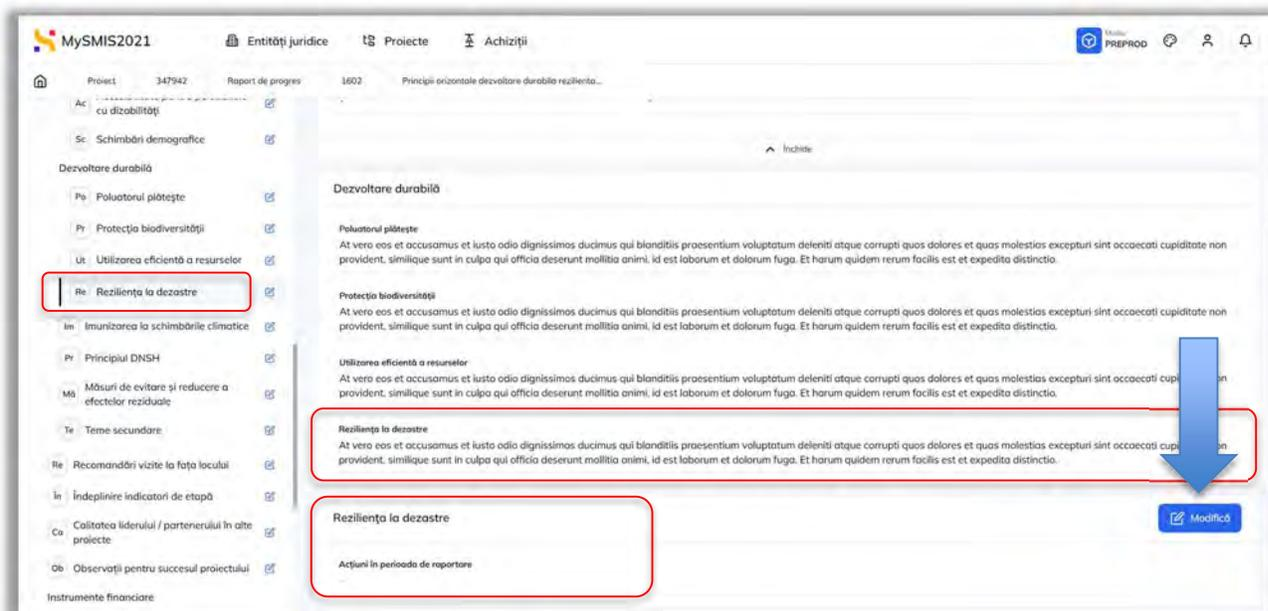 MySMIS2021
Entități juridice
Proiecte
Achiziții
Mediu
PREPROD
Proiect
347942
Raport de progres
1602
Principii orizontale dezvoltare durabila rezilienta...
Ac
cu dizabilități
Sc Schimbări demografice
Dezvoltare durabilă
Po Poluatorul plătește
Pr Protecția biodiversității
Ut Utilizarea eficientă a resurselor
Re Reziliența la dezastre
Im Imunizarea la schimbările climatice
Pr Principiul DNSH
Mă Măsuri de evitare și reducere a
efectelor reziduale
Te Teme secundare
Re Recomandări vizite la fața locului
În Îndeplinire indicatori de etapă
Ca Calitatea liderului / partenerului în alte
proiecte
Ob Observații pentru succesul proiectului
Instrumente financiare
Închide
Dezvoltare durabilă
Poluatorul plătește
At vero eos et accusamus et iusto odio dignissimos ducimus qui blanditiis praesentium voluptatum deleniti atque corrupti quos dolores et quas molestias excepturi sint occaecati cupiditate non
provident, similique sunt in culpa qui officia deserunt mollitia animi, id est laborum et dolorum fuga. Et harum quidem rerum facilis est et expedita distinctio.
Protecția biodiversității
At vero eos et accusamus et iusto odio dignissimos ducimus qui blanditiis praesentium voluptatum deleniti atque corrupti quos dolores et quas molestias excepturi sint occaecati cupiditate non
provident, similique sunt in culpa qui officia deserunt mollitia animi, id est laborum et dolorum fuga. Et harum quidem rerum facilis est et expedita distinctio.
Utilizarea eficientă a resurselor
At vero eos et accusamus et iusto odio dignissimos ducimus qui blanditiis praesentium voluptatum deleniti atque corrupti quos dolores et quas molestias excepturi sint occaecati
provident, similique sunt in culpa qui officia deserunt mollitia animi, id est laborum et dolorum fuga. Et harum quidem rerum facilis est et expedita distinctio.
Reziliența la dezastre
At vero eos et accusamus et iusto odio dignissimos ducimus qui blanditiis praesentium voluptatum deleniti atque corrupti quos dolores et quas molestias excepturi sint occaecati
provident, similique sunt in culpa qui officia deserunt mollitia animi, id est laborum et dolorum fuga. Et harum quidem rerum facilis est et expedita distinctio.
Reziliența la dezastre
Modifică
Acțiuni în perioada de raportare